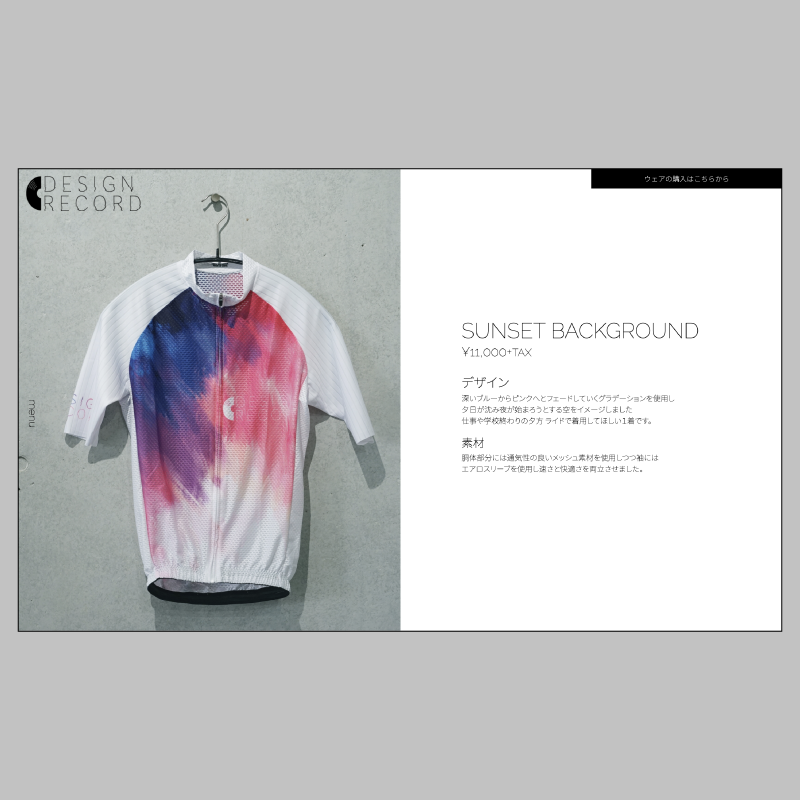 DESIGN
RECORD
ウェアの購入はこちらから
menu
SUNSET BACKGROUND
¥11,000+TAX
デザイン
深いブルーからピンクへとフェードしていくグラデーションを使用し
夕日が沈み夜が始まろうとする空をイメージしました
仕事や学校終わりの夕方 ライドで着用してほしい1着です。
素材
胴体部分には通気性の良いメッシュ素材を使用しつつ袖には
エアロスリーブを使用し速さと快適さを両立させました。